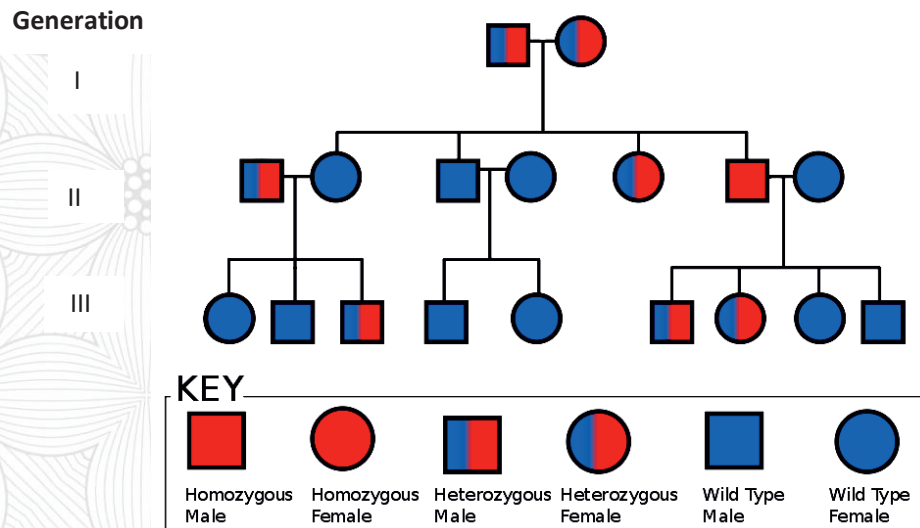 Generation
I
II
III
KEY
Homozygous Male
Homozygous Female
Heterozygous Male
Heterozygous Female
Wild Type Male
Wild Type Female